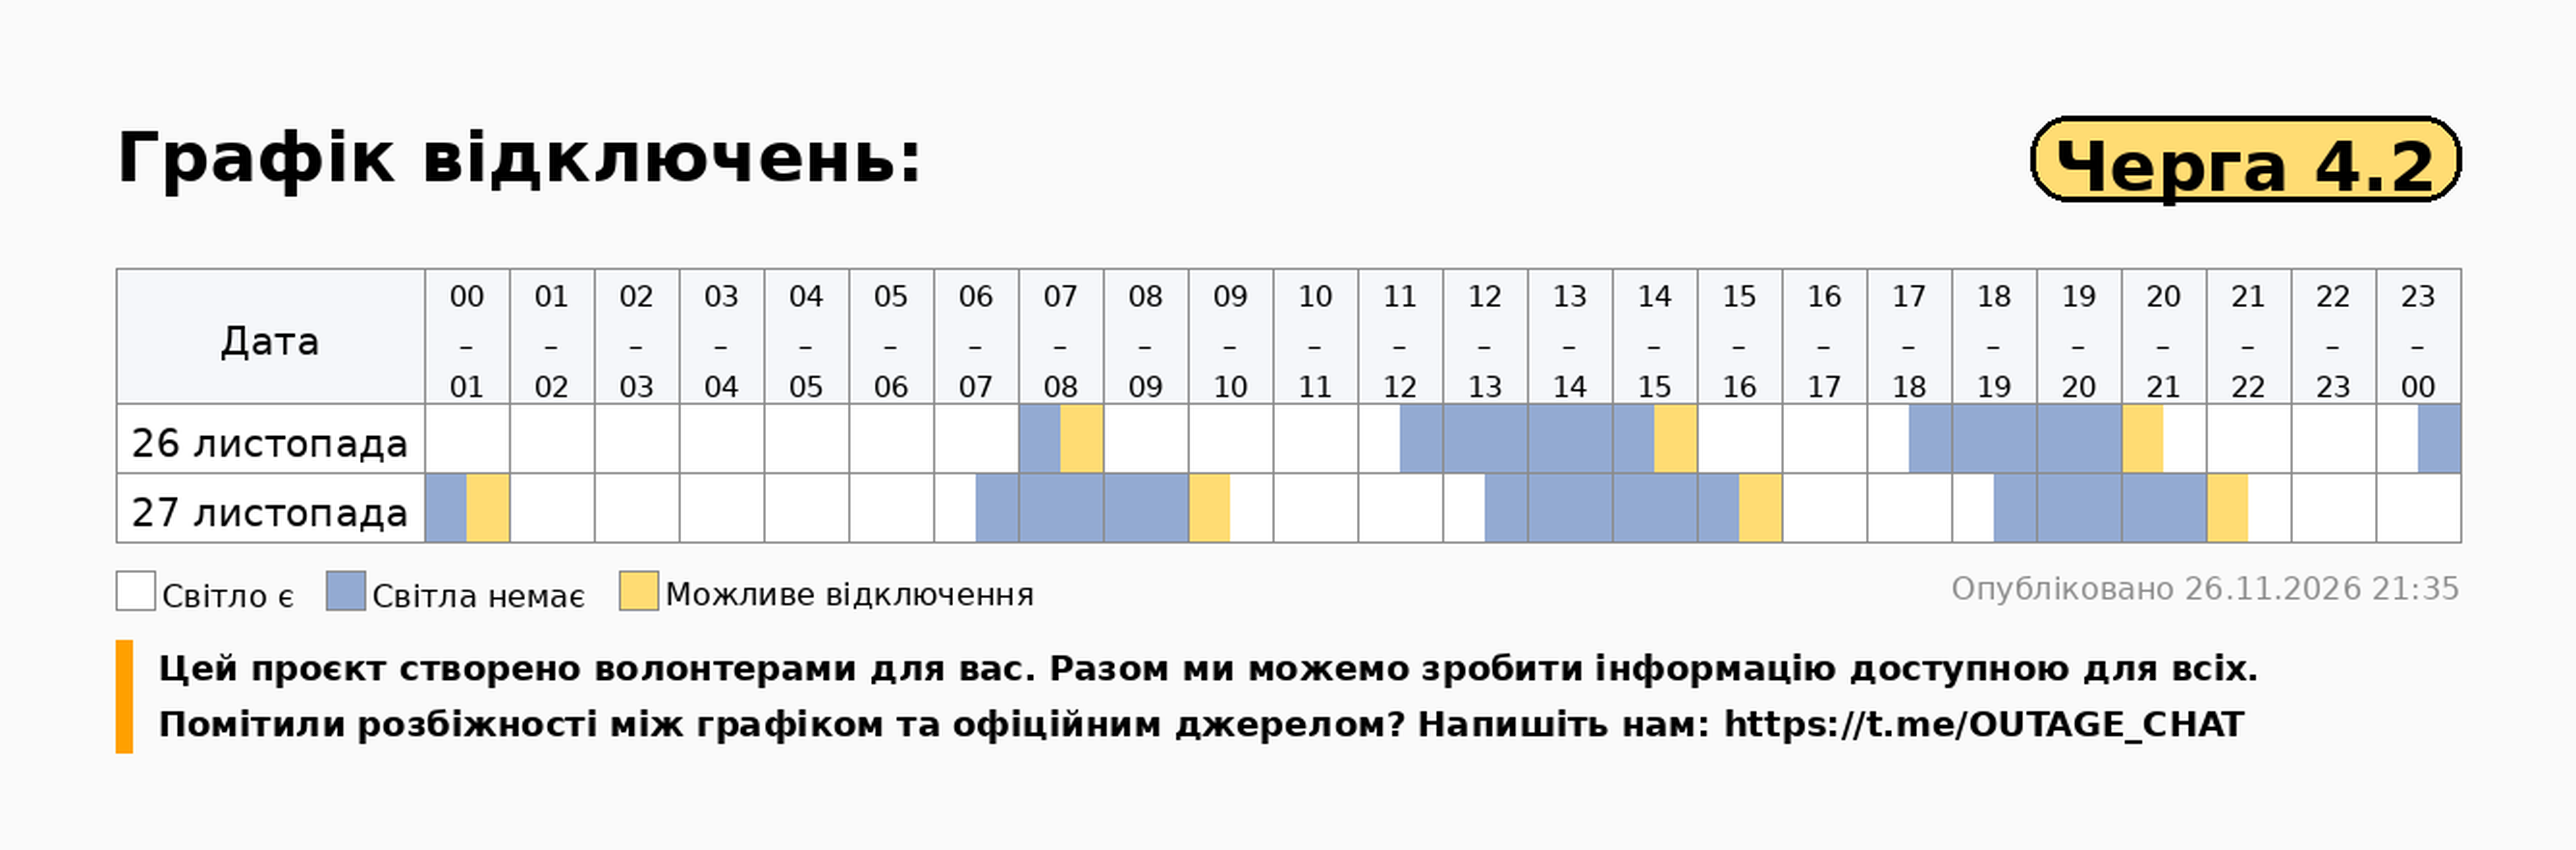 Графік відключень:
Черга 4.2
Дата
00 – 01
01 – 02
02 – 03
03 – 04
04 – 05
05 – 06
06 – 07
07 – 08
08 – 09
09 – 10
10 – 11
11 – 12
12 – 13
13 – 14
14 – 15
15 – 16
16 – 17
17 – 18
18 – 19
19 – 20
20 – 21
21 – 22
22 – 23
23 – 00
26 листопада
27 листопада
Світло є
Світла немає
Можливе відключення
Опубліковано 26.11.2026 21:35
Цей проєкт створено волонтерами для вас. Разом ми можемо зробити інформацію доступною для всіх.
Помітили розбіжності між графіком та офіційним джерелом? Напишіть нам: https://t.me/OUTAGE_CHAT